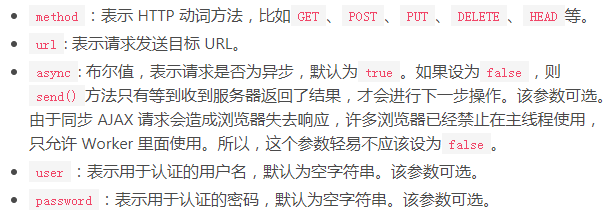 method：表示 HTTP 动词方法，比如 GET、POST、PUT、DELETE、HEAD 等。
url: 表示请求发送目标 URL。
async: 布尔值，表示请求是否为异步，默认为 true。如果设为 false，则
send() 方法只有等到收到服务器返回了结果，才会进行下一步操作。该参数可选。
由于同步 AJAX 请求会造成浏览器失去响应，许多浏览器已经禁止在主线程使用，
只允许 Worker 里面使用。所以，这个参数轻易不应该设为 false。
user：表示用于认证的用户名，默认为空字符串。该参数可选。
password：表示用于认证的密码，默认为空字符串。该参数可选。